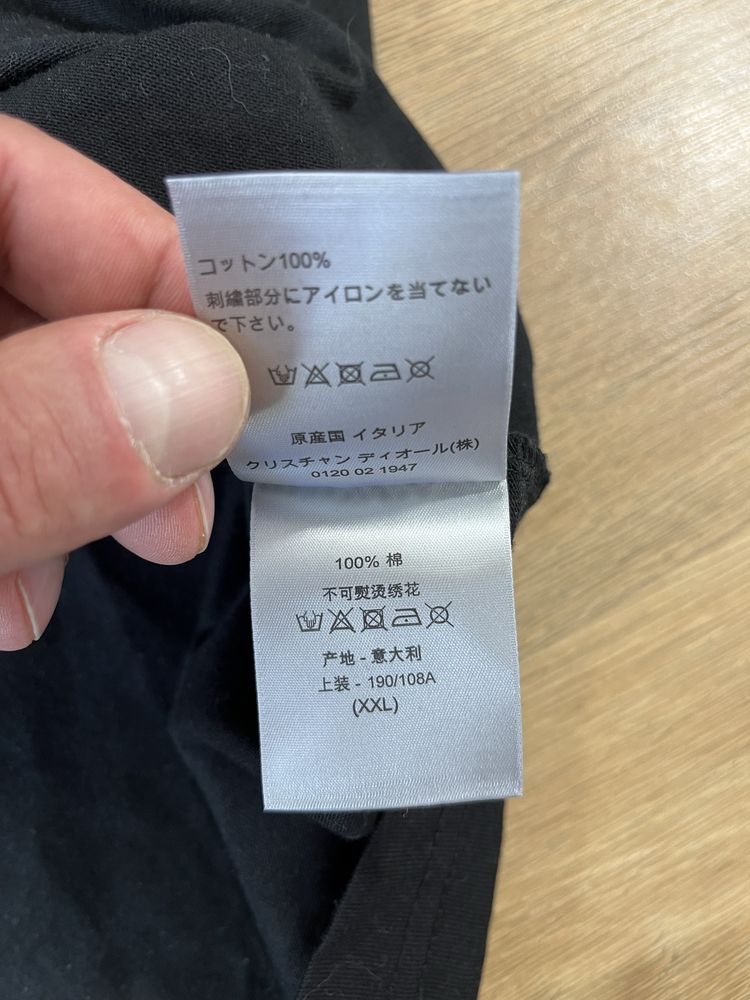 コットン100%
刺繍部分にアイロンを当てない
で下さい。
原産国 イタリア
クリスチャン ディオール(株)
0120 02 1947
100% 棉
不可熨烫绣花
产地 - 意大利
上装 - 190/108A
(XXL)